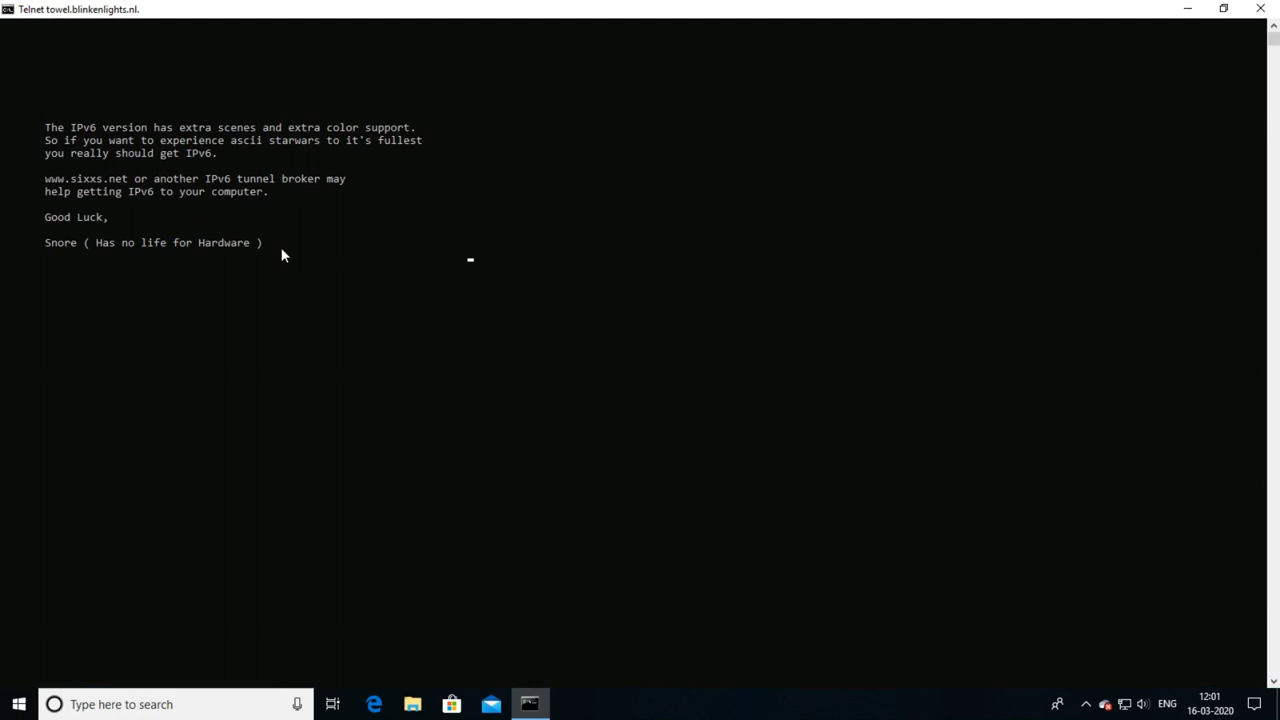 Telnet towel.blinkenlights.nl.
The IPv6 version has extra scenes and extra color support.
So if you want to experience ascii starwars to it's fullest
you really should get IPv6.
www.sixxs.net or another IPv6 tunnel broker may
help getting IPv6 to your computer.
Good Luck,
Snore ( Has no life for Hardware )
Type here to search
ENG
12:01
16-03-2020